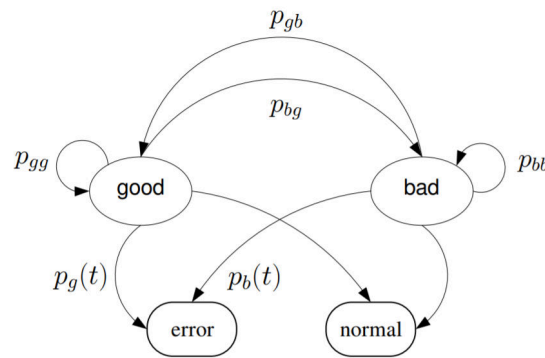 p_gb
p_bg
p_gg good bad p_bb
p_g(t) p_b(t)
error normal